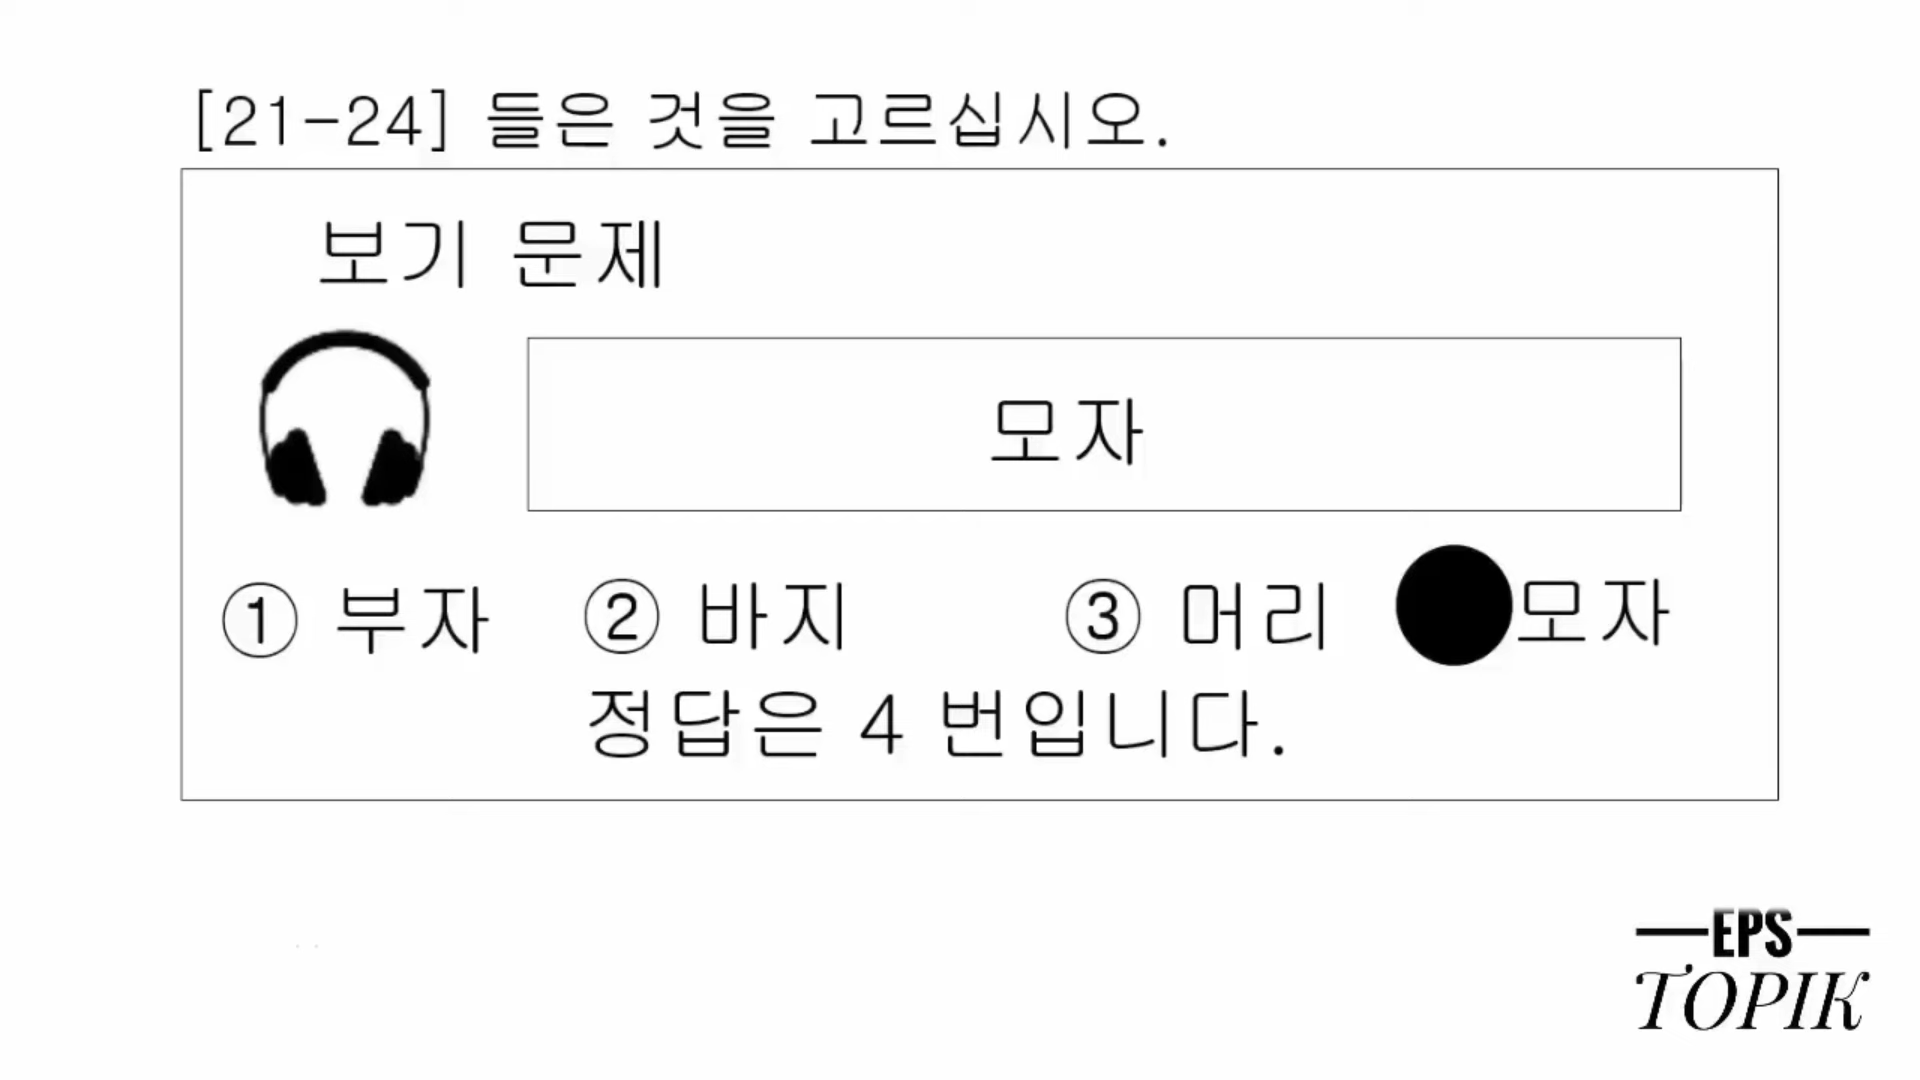 [21-24] 들은 것을 고르십시오.
보기 문제
모자
① 부자 ② 바지 ③ 머리 모자
정답은 4 번입니다.
EPS
TOPIK